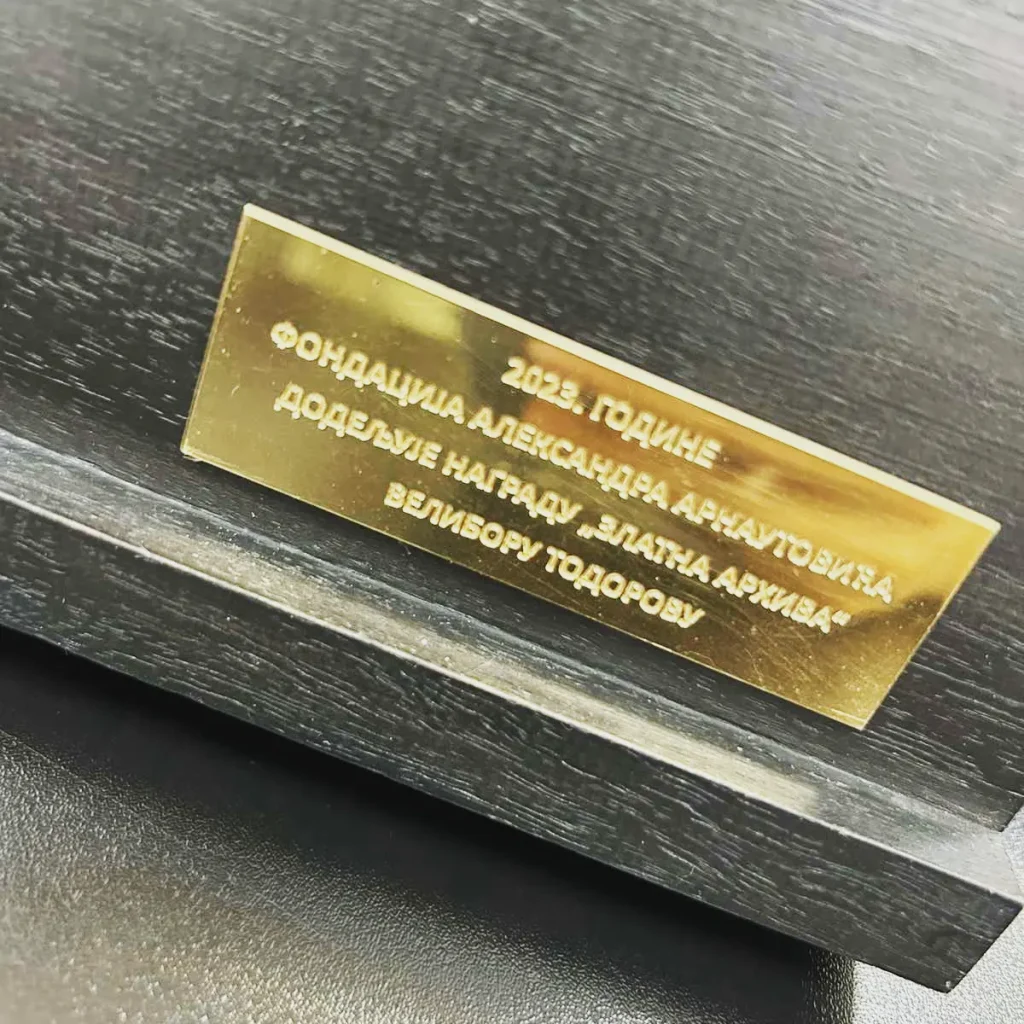 2023. ГОДИНЕ
ФОНДАЦИЈА АЛЕКСАНДРА АРНАУТОВИЋА
ДОДЕЉУЈЕ НАГРАДУ „ЗЛАТНА АРХИВА“
ВЕЛИБОРУ ТОДОРОВУ